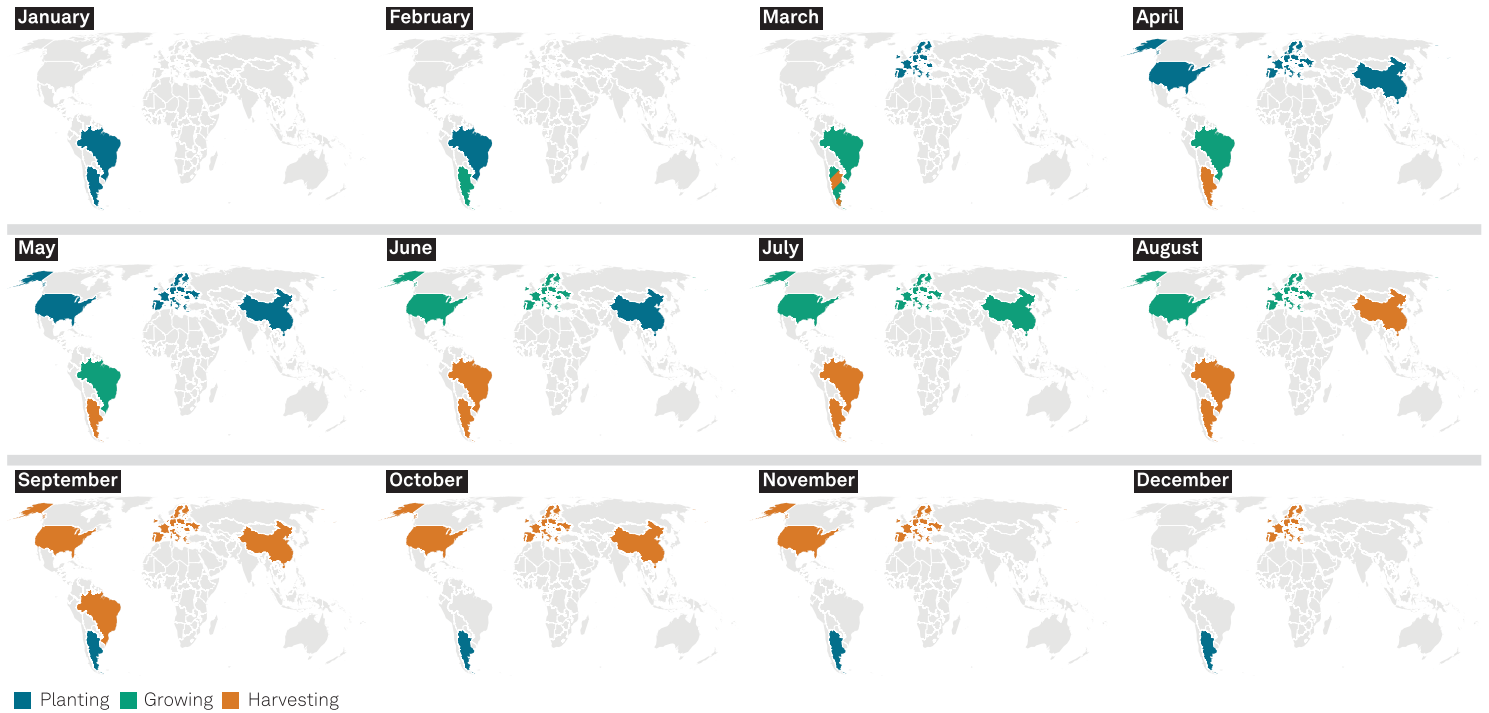 January
February
March
April
May
June
July
August
September
October
November
December
Planting
Growing
Harvesting